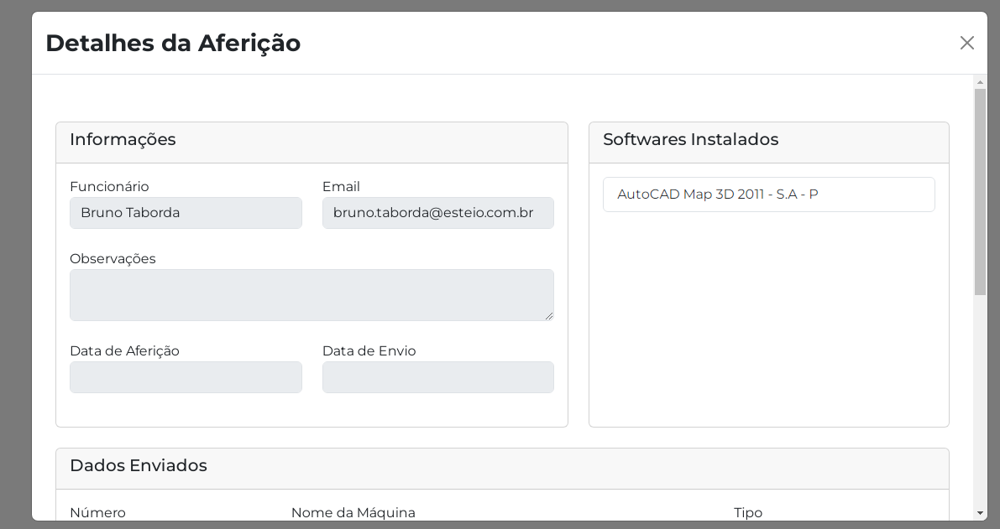 Detalhes da Aferição
Informações
Funcionário
Email
Bruno Taborda
bruno.taborda@esteio.com.br
Observações
Data de Aferição
Data de Envio
Softwares Instalados
AutoCAD Map 3D 2011 - S.A - P
Dados Enviados
Número
Nome da Máquina
Tipo